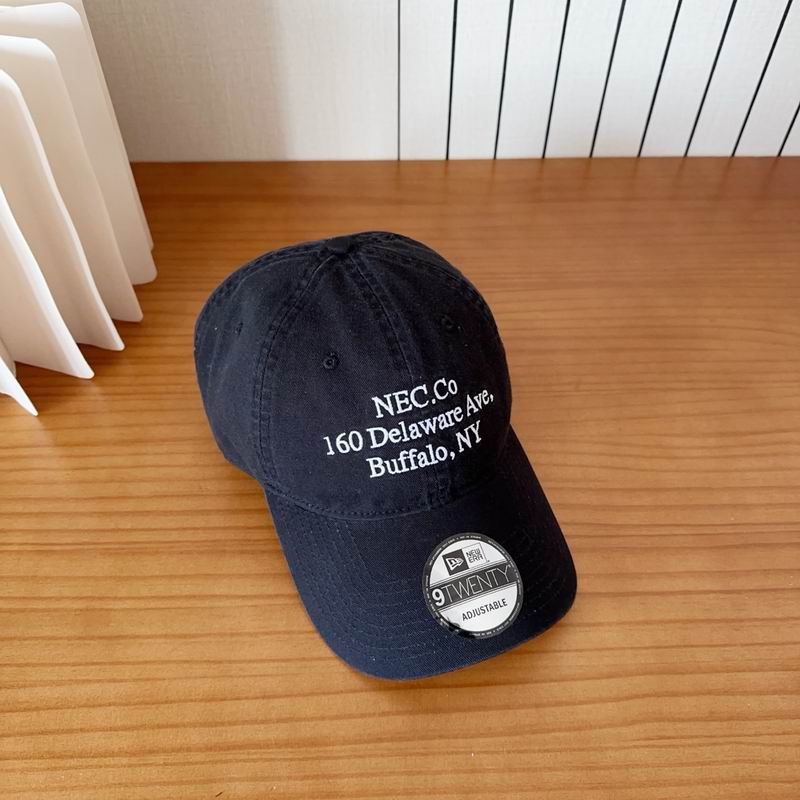 NEC.Co
160 Delaware Ave,
Buffalo, NY
NEW ERA
9TWENTY
ADJUSTABLE